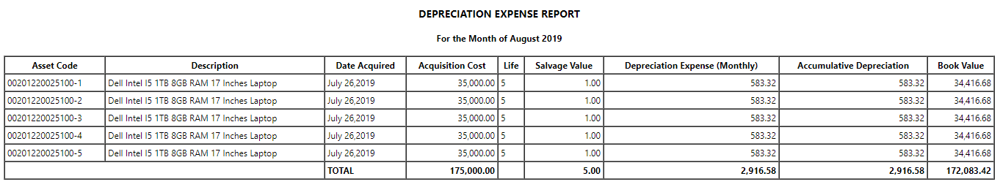 DEPRECIATION EXPENSE REPORT
For the Month of August 2019
Asset Code Description Date Acquired Acquisition Cost Life Salvage Value Depreciation Expense (Monthly) Accumulative Depreciation Book Value
00201220025100-1 Dell Intel I5 1TB 8GB RAM 17 Inches Laptop July 26,2019 35,000.00 5 1.00 583.32 583.32 34,416.68
00201220025100-2 Dell Intel I5 1TB 8GB RAM 17 Inches Laptop July 26,2019 35,000.00 5 1.00 583.32 583.32 34,416.68
00201220025100-3 Dell Intel I5 1TB 8GB RAM 17 Inches Laptop July 26,2019 35,000.00 5 1.00 583.32 583.32 34,416.68
00201220025100-4 Dell Intel I5 1TB 8GB RAM 17 Inches Laptop July 26,2019 35,000.00 5 1.00 583.32 583.32 34,416.68
00201220025100-5 Dell Intel I5 1TB 8GB RAM 17 Inches Laptop July 26,2019 35,000.00 5 1.00 583.32 583.32 34,416.68
TOTAL 175,000.00 5.00 2,916.58 2,916.58 172,083.42